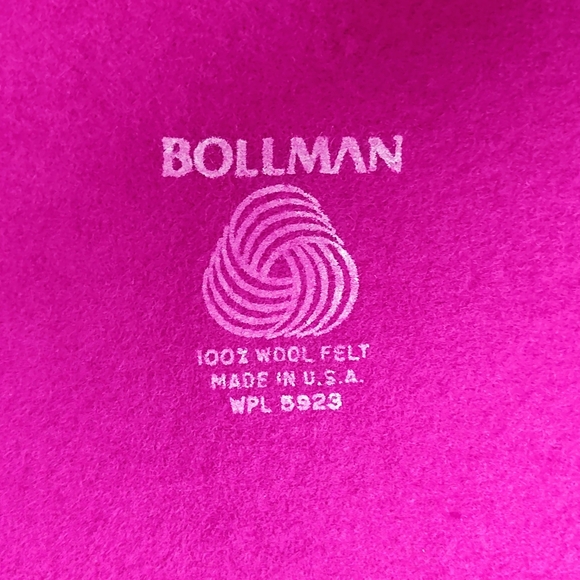 BOLLMAN
100% WOOL FELT
MADE IN U.S.A.
WPL 5923